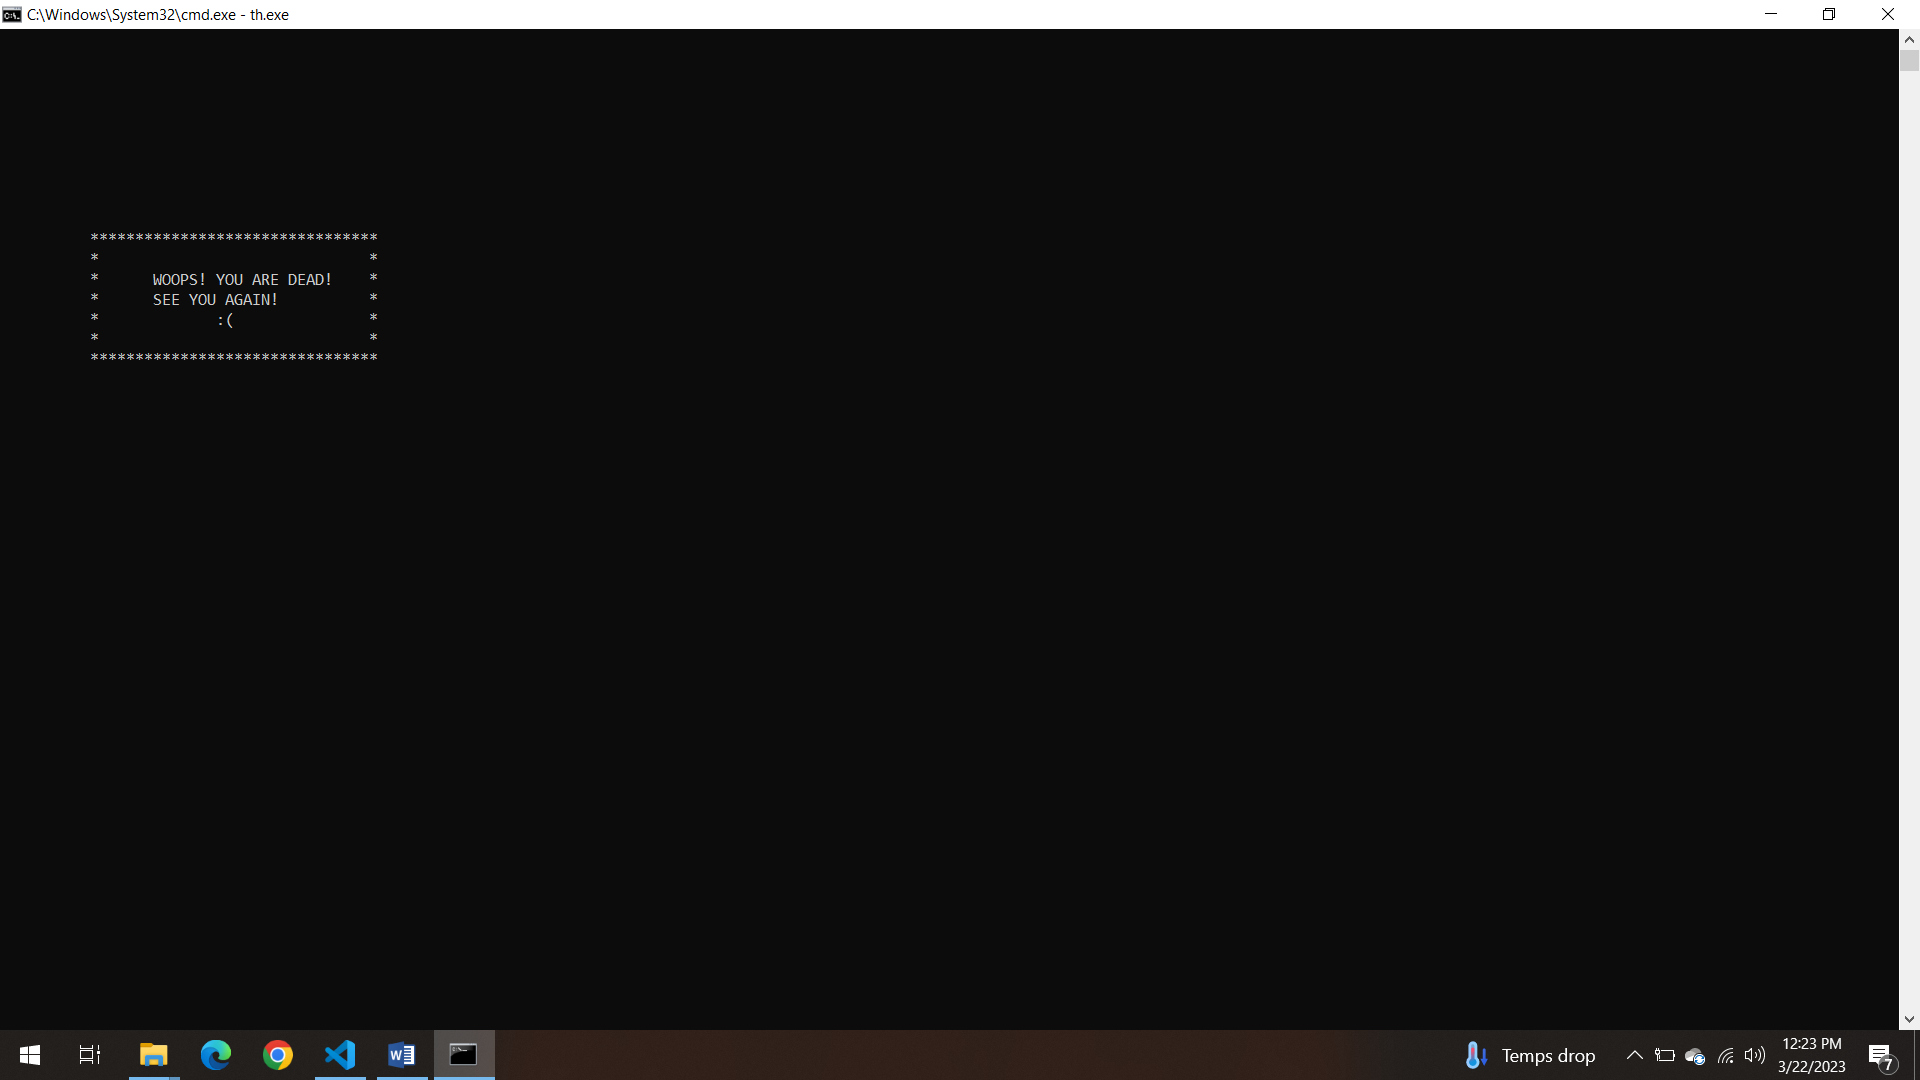 C:\Windows\System32\cmd.exe - th.exe
********************************
*                              *
*      WOOPS! YOU ARE DEAD!    *
*      SEE YOU AGAIN!          *
*             :(               *
*                              *
********************************
Temps drop
12:23 PM
3/22/2023
7